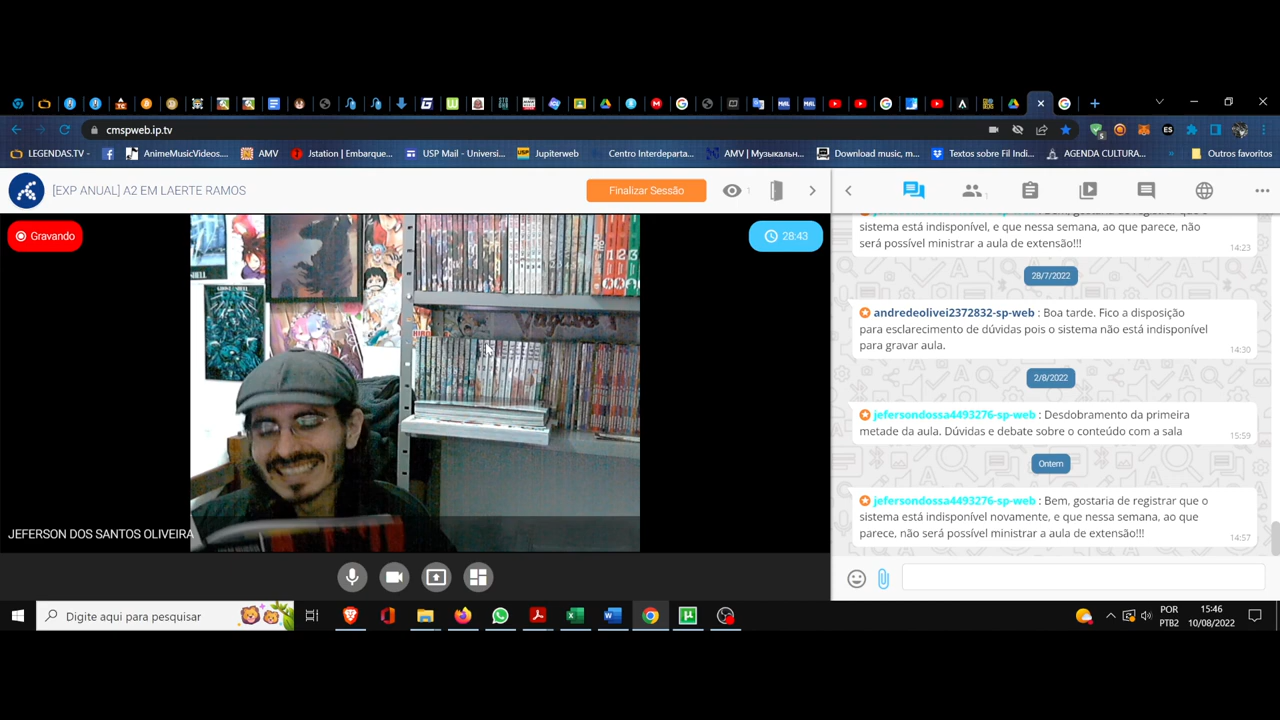 cmspweb.ip.tv
LEGENDAS.TV -
AnimeMusicVideos....
AMV
Jstation | Embarque...
USP Mail - Universi...
Jupiterweb
Centro Interdeparta...
AMV | Музыкальн...
Download music, m...
Textos sobre Fil Indi...
AGENDA CULTURA...
»
Outros favoritos
[EXP ANUAL] A2 EM LAERTE RAMOS
Finalizar Sessão
1
1
Gravando
28:43
JEFERSON DOS SANTOS OLIVEIRA
sistema está indisponível, e que nessa semana, ao que parece, não
será possível ministrar a aula de extensão!!!
14:23
28/7/2022
andredeolivei2372832-sp-web : Boa tarde. Fico a disposição
para esclarecimento de dúvidas pois o sistema não está indisponível
para gravar aula.
14:30
2/8/2022
jefersondossa4493276-sp-web : Desdobramento da primeira
metade da aula. Dúvidas e debate sobre o conteúdo com a sala
15:59
Ontem
jefersondossa4493276-sp-web : Bem, gostaria de registrar que o
sistema está indisponível novamente, e que nessa semana, ao que
parece, não será possível ministrar a aula de extensão!!!
14:57
Digite aqui para pesquisar
POR
PTB2
15:46
10/08/2022